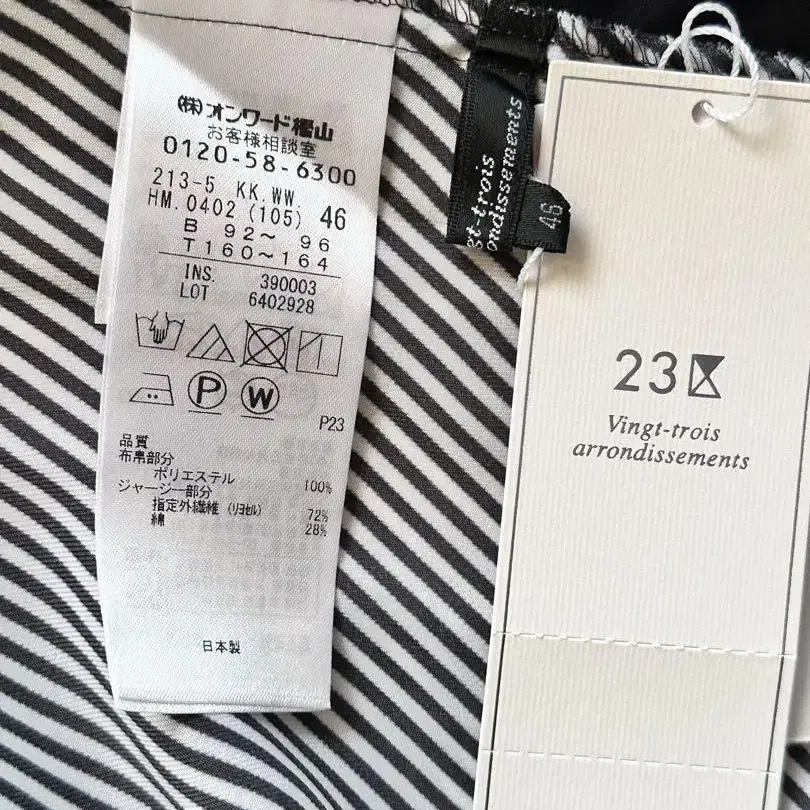 (株)オンワード樫山
お客様相談室
0120-58-6300
213-5 KK.WW.
HM.0402 (105) 46
B 92～ 96
T 160～164
INS. 390003
LOT 6402928
P
W
P23
品質
布帛部分
ポリエステル 100%
ジャージー部分
指定外繊維 (リヨセル) 72%
綿 28%
日本製
gt-trois
ondissements
46
23
Vingt-trois
arrondissements